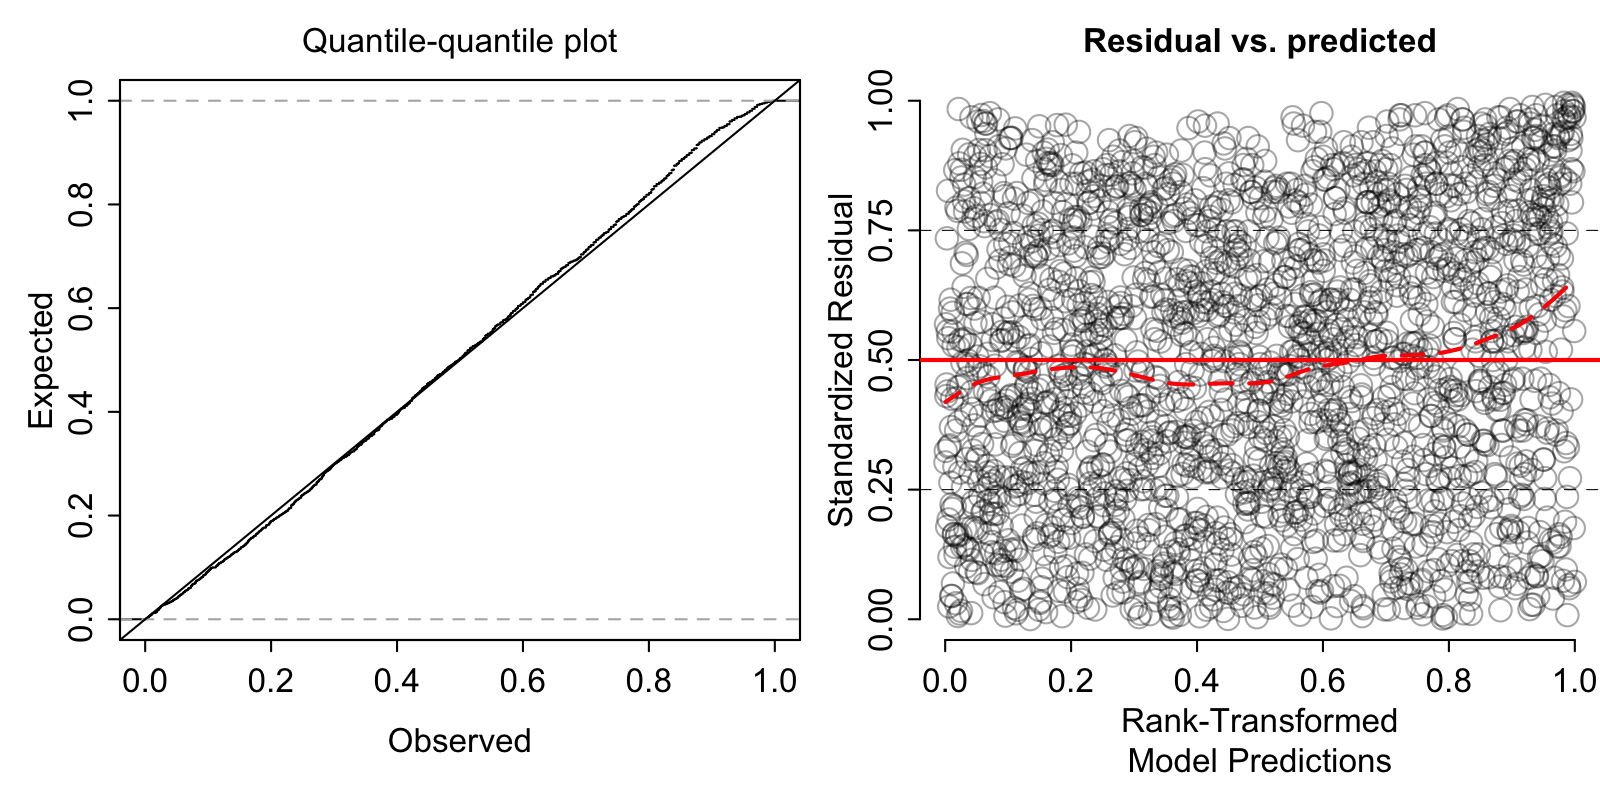 Quantile-quantile plot
Expected
0.0 0.2 0.4 0.6 0.8 1.0
0.0 0.2 0.4 0.6 0.8 1.0
Observed
Residual vs. predicted
Standardized Residual
0.00 0.25 0.50 0.75 1.00
0.0 0.2 0.4 0.6 0.8 1.0
Rank-Transformed
Model Predictions